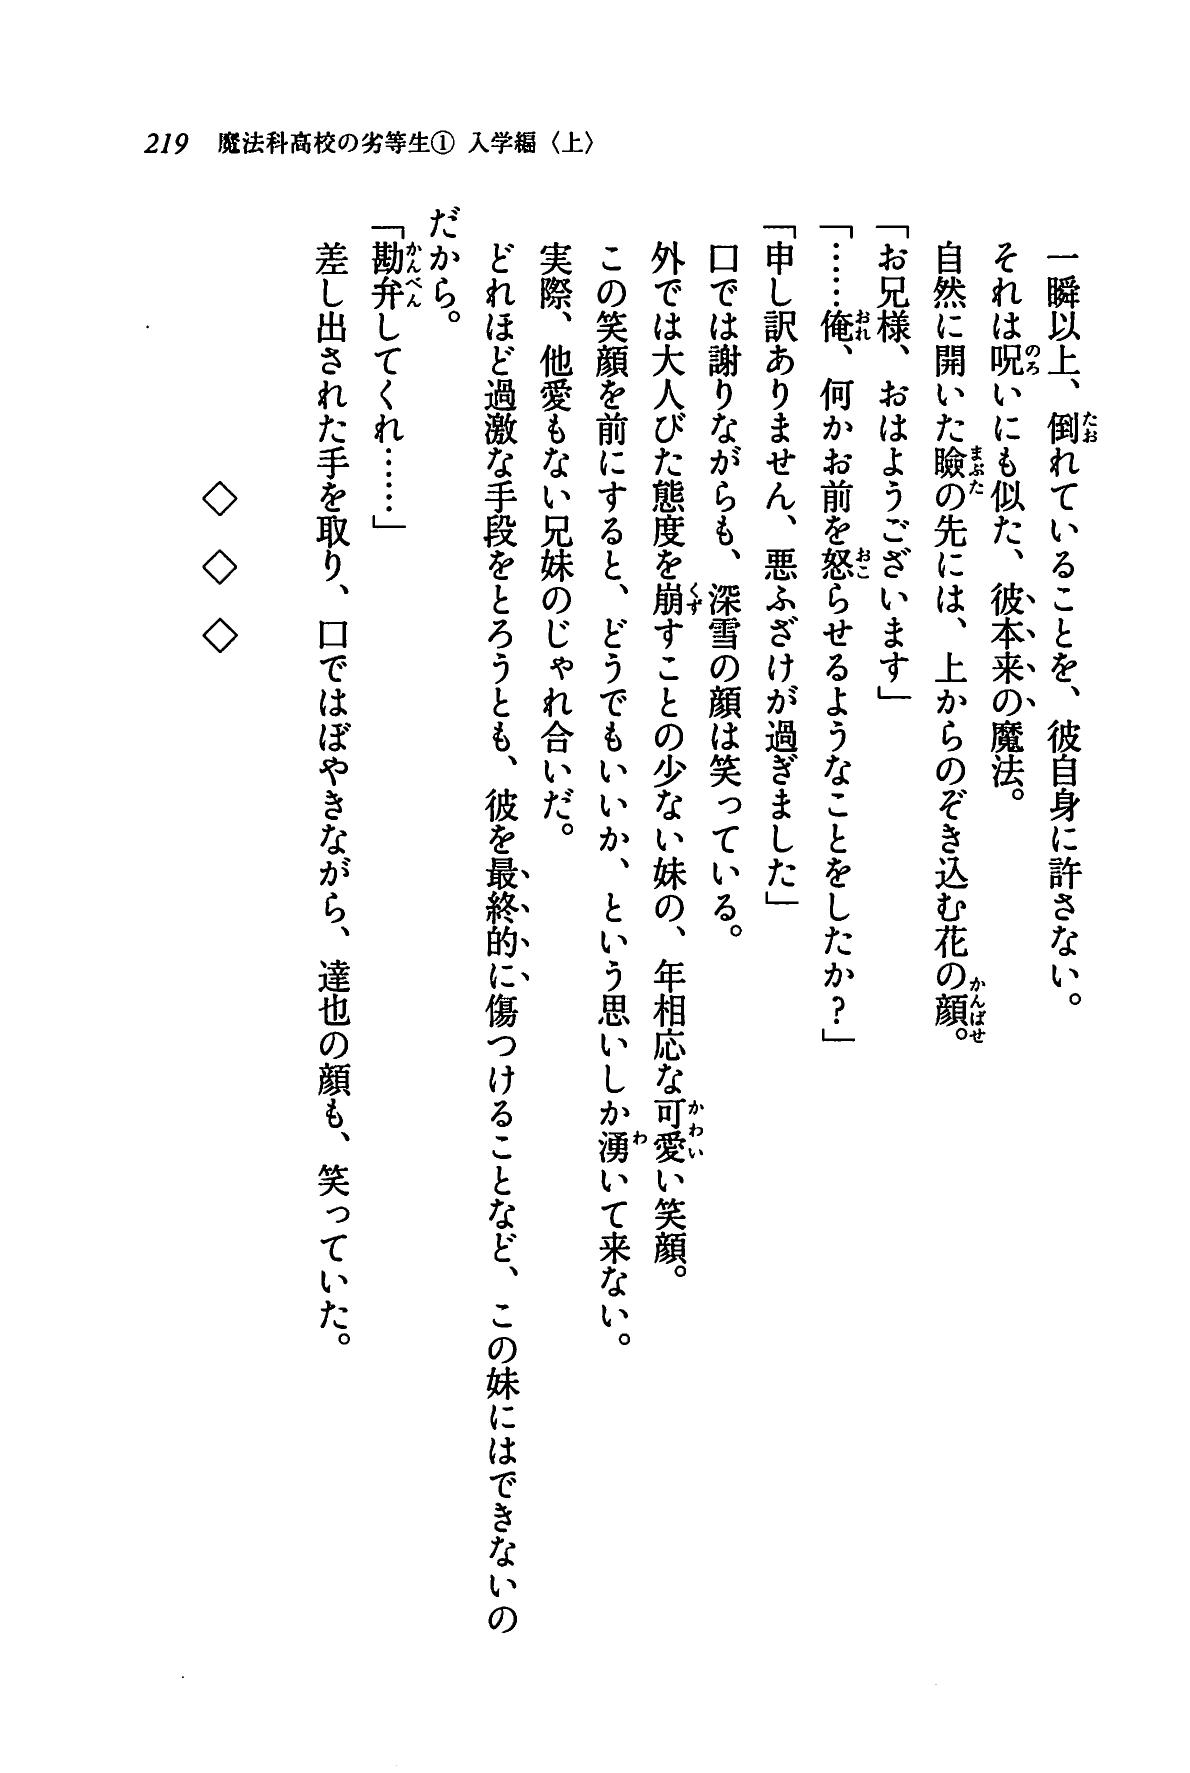 219 魔法科高校の劣等生① 入学編〈上〉
一瞬以上、倒れていることを、彼自身に許さない。
それは呪いにも似た、彼本来の魔法。
自然に開いた瞼の先には、上からのぞき込む花の顔。
「お兄様、おはようございます」
「……俺、何かお前を怒らせるようなことをしたか？」
「申し訳ありません、悪ふざけが過ぎました」
口では謝りながらも、深雪の顔は笑っている。
外では大人びた態度を崩すことの少ない妹の、年相応な可愛い笑顔。
この笑顔を前にすると、どうでもいいか、という思いしか湧いて来ない。
実際、他愛もない兄妹のじゃれ合いだ。
どれほど過激な手段をとろうとも、彼を最終的に傷つけることなど、この妹にはできないの
だから。
「勘弁してくれ……」
差し出された手を取り、口ではぼやきながら、達也の顔も、笑っていた。
◇ ◇ ◇